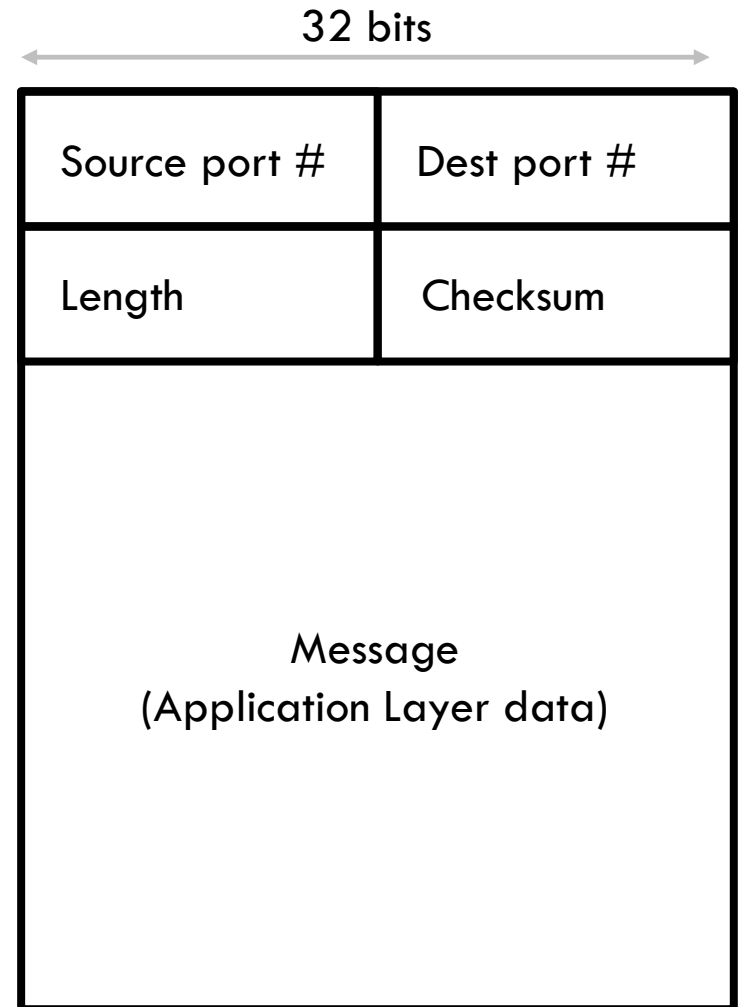 32 bits
Source port # Dest port #
Length Checksum
Message
(Application Layer data)